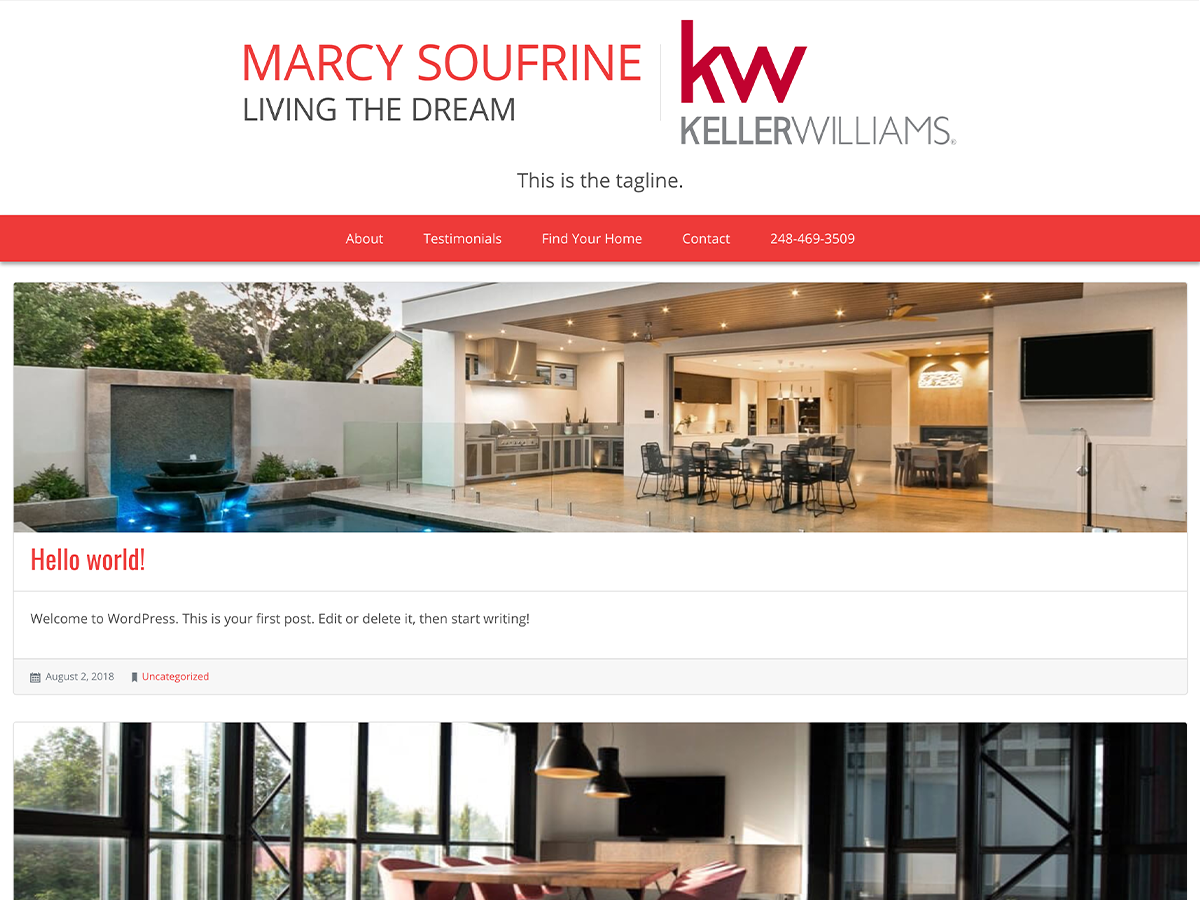 MARCY SOUFRINE
LIVING THE DREAM
kw
KELLERWILLIAMS®
This is the tagline.
About Testimonials Find Your Home Contact 248-469-3509
Hello world!
Welcome to WordPress. This is your first post. Edit or delete it, then start writing!
August 2, 2018 Uncategorized